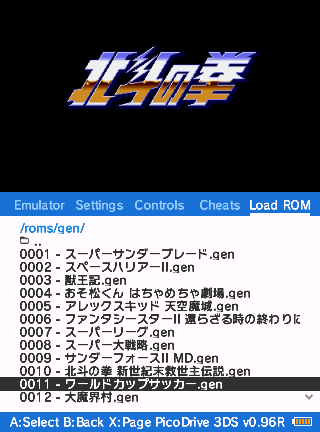 北斗の拳
Emulator Settings Controls Cheats Load ROM
/roms/gen/
..
0001 - スーパーサンダーブレード.gen
0002 - スペースハリアーII.gen
0003 - 獣王記.gen
0004 - おそ松くん はちゃめちゃ劇場.gen
0005 - アレックスキッド 天空魔城.gen
0006 - ファンタシースターII 還らざる時の終わりに
0007 - スーパーリーグ.gen
0008 - スーパー大戦略.gen
0009 - サンダーフォースII MD.gen
0010 - 北斗の拳 新世紀末救世主伝説.gen
0011 - ワールドカップサッカー.gen
0012 - 大魔界村.gen
A:Select B:Back X:Page PicoDrive 3DS v0.96R